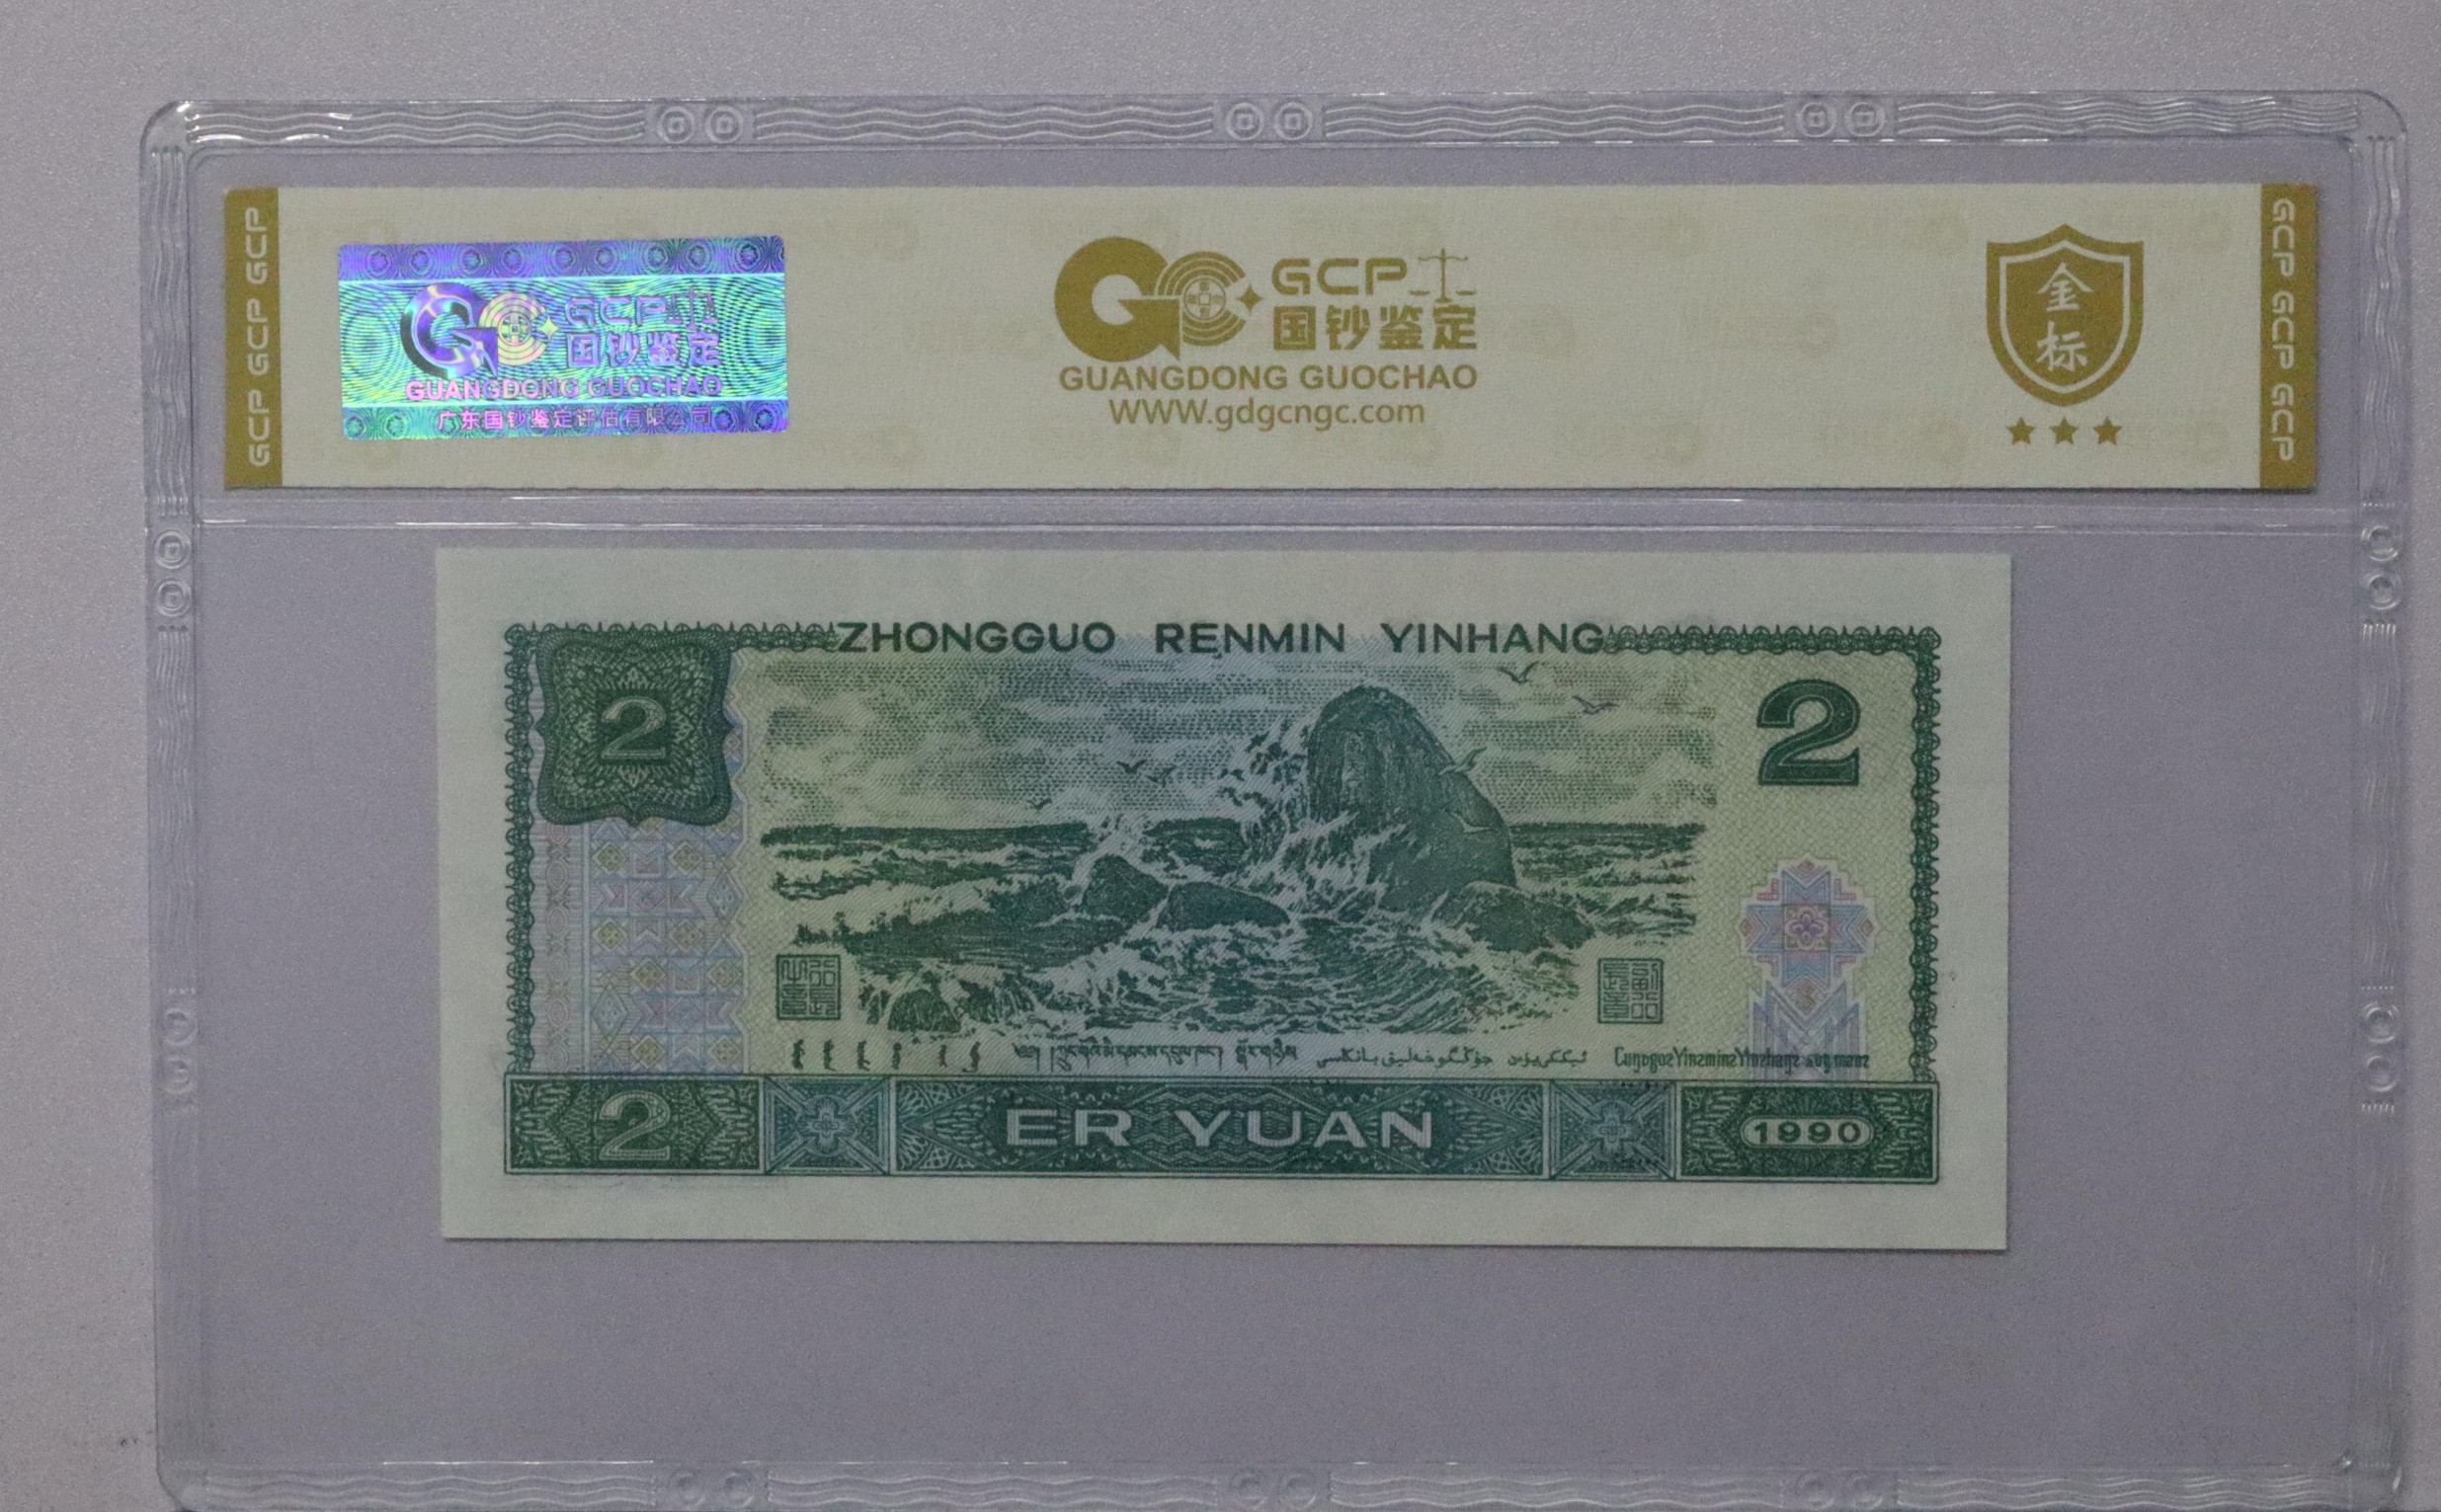 GCP GCP GCP
GCP
国钞鉴定
GUANGDONG GUOCHAO
广东国钞鉴定评估有限公司
GCP
国钞鉴定
GUANGDONG GUOCHAO
WWW.gdgcngc.com
金
标
GCP GCP GCP
ZHONGGUO RENMIN YINHANG
2
2
2
ER YUAN
1990